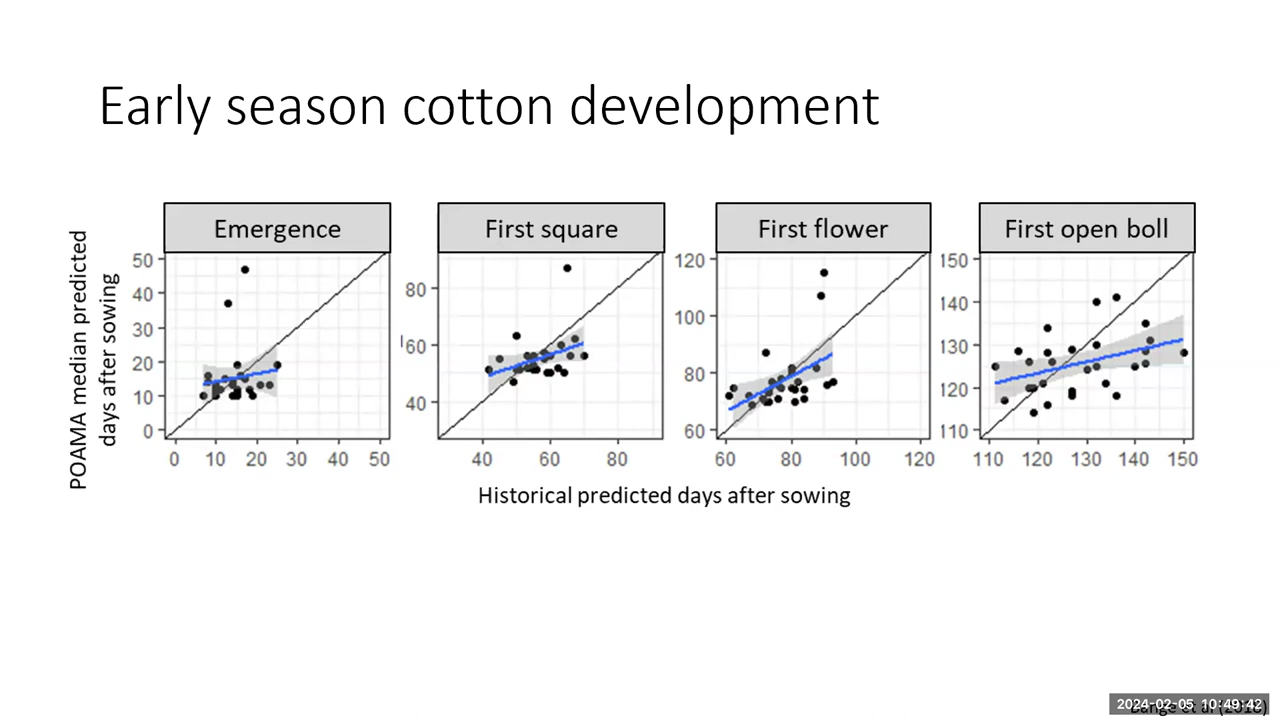 Early season cotton development
Emergence
First square
First flower
First open boll
POAMA median predicted
days after sowing
50
40
30
20
10
0
0 10 20 30 40 50
80
60
40
40 60 80
120
100
80
60
60 80 100 120
150
140
130
120
110
110 120 130 140 150
Historical predicted days after sowing
2024-02-05 10:49:42